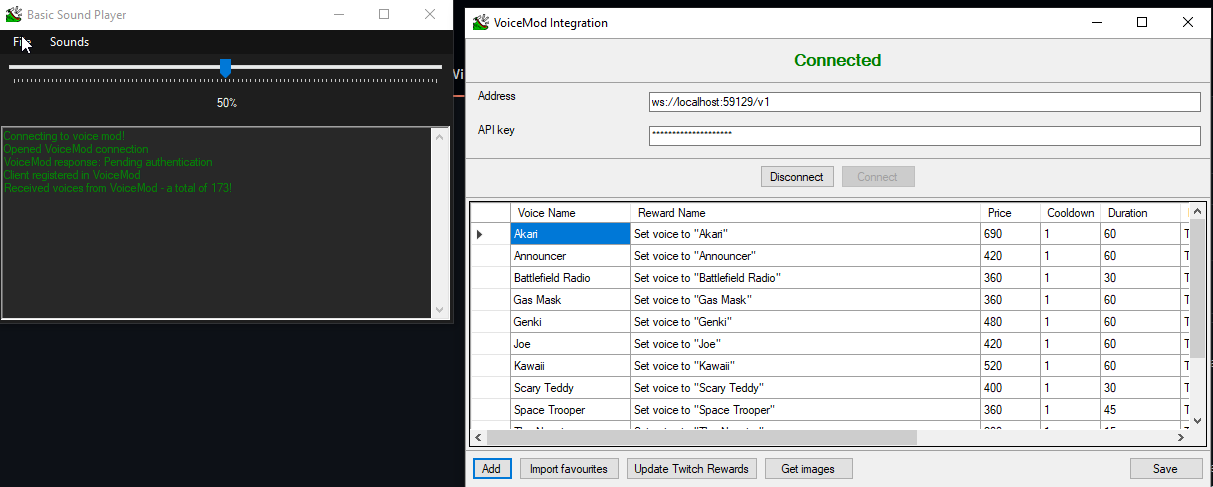 Basic Sound Player
File Sounds
50%
Connecting to voice mod!
Opened VoiceMod connection
VoiceMod response: Pending authentication
Client registered in VoiceMod
Received voices from VoiceMod - a total of 173!
VoiceMod Integration
Connected
Address
ws://localhost:59129/v1
API key
********************
Disconnect Connect
Voice Name Reward Name Price Cooldown Duration
Akari Set voice to "Akari" 690 1 60 T
Announcer Set voice to "Announcer" 420 1 60 T
Battlefield Radio Set voice to "Battlefield Radio" 360 1 30 T
Gas Mask Set voice to "Gas Mask" 360 1 60 T
Genki Set voice to "Genki" 480 1 60 T
Joe Set voice to "Joe" 420 1 60 T
Kawaii Set voice to "Kawaii" 520 1 60 T
Scary Teddy Set voice to "Scary Teddy" 400 1 30 T
Space Trooper Set voice to "Space Trooper" 360 1 45 T
Add Import favourites Update Twitch Rewards Get images Save